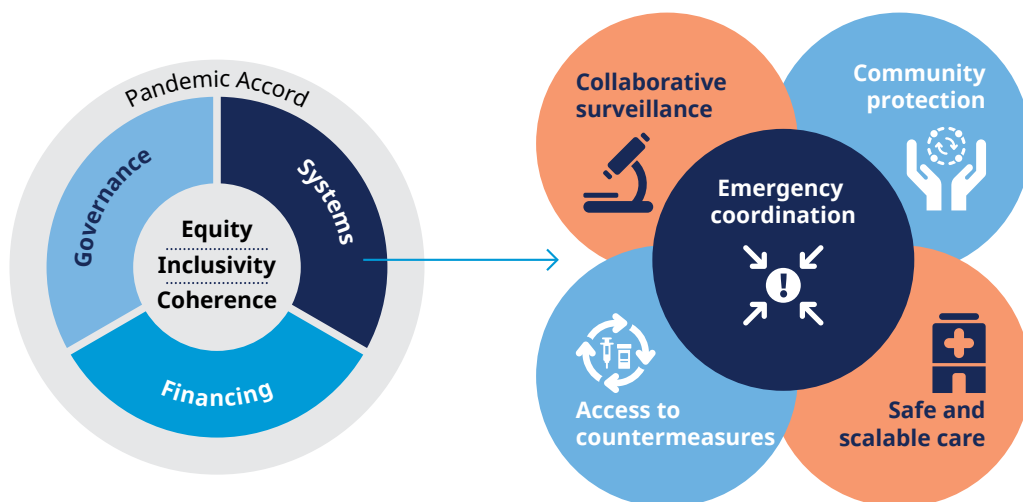 Pandemic Accord
Governance
Systems
Equity
Inclusivity
Coherence
Financing
Collaborative
surveillance
Community
protection
Emergency
coordination
!
Access to
countermeasures
Safe and
scalable care